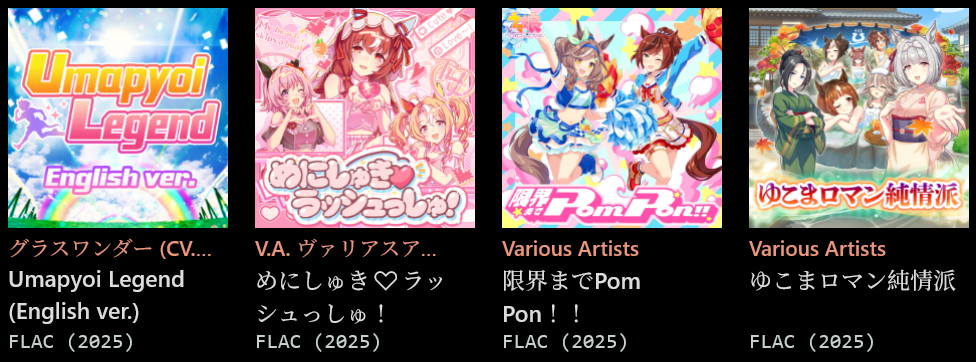 Umapyoi
Legend
English ver.
めにしゅき♥
ラッシュっしゅ!
限界まで PomPon!!
ゆこまロマン純情派
グラスワンダー (CV....
Umapyoi Legend
(English ver.)
FLAC (2025)
V.A. ヴァリアスア...
めにしゅき♡ラッ
シュっしゅ！
FLAC (2025)
Various Artists
限界までPom
Pon！！
FLAC (2025)
Various Artists
ゆこまロマン純情派
FLAC (2025)